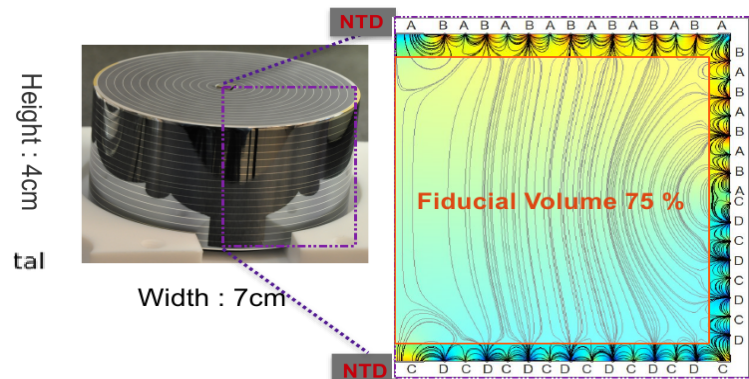 NTD
A B A B A B A B A B A B A B A
Height : 4cm
tal
Width : 7cm
Fiducial Volume 75 %
B
A
B
A
B
A
B
A
C
D
C
D
C
D
C
D
NTD
C D C D C D C D C D C D C D C